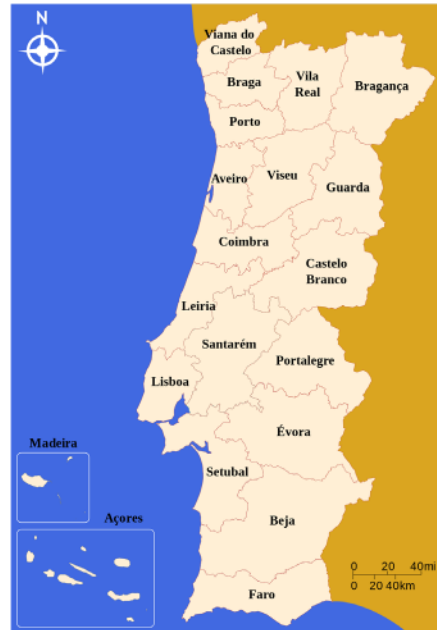 N
Viana do
Castelo
Braga
Vila
Real
Bragança
Porto
Aveiro
Viseu
Guarda
Coimbra
Castelo
Branco
Leiria
Santarém
Portalegre
Lisboa
Évora
Madeira
Setubal
Açores
Beja
0 20 40mi
0 20 40km
Faro